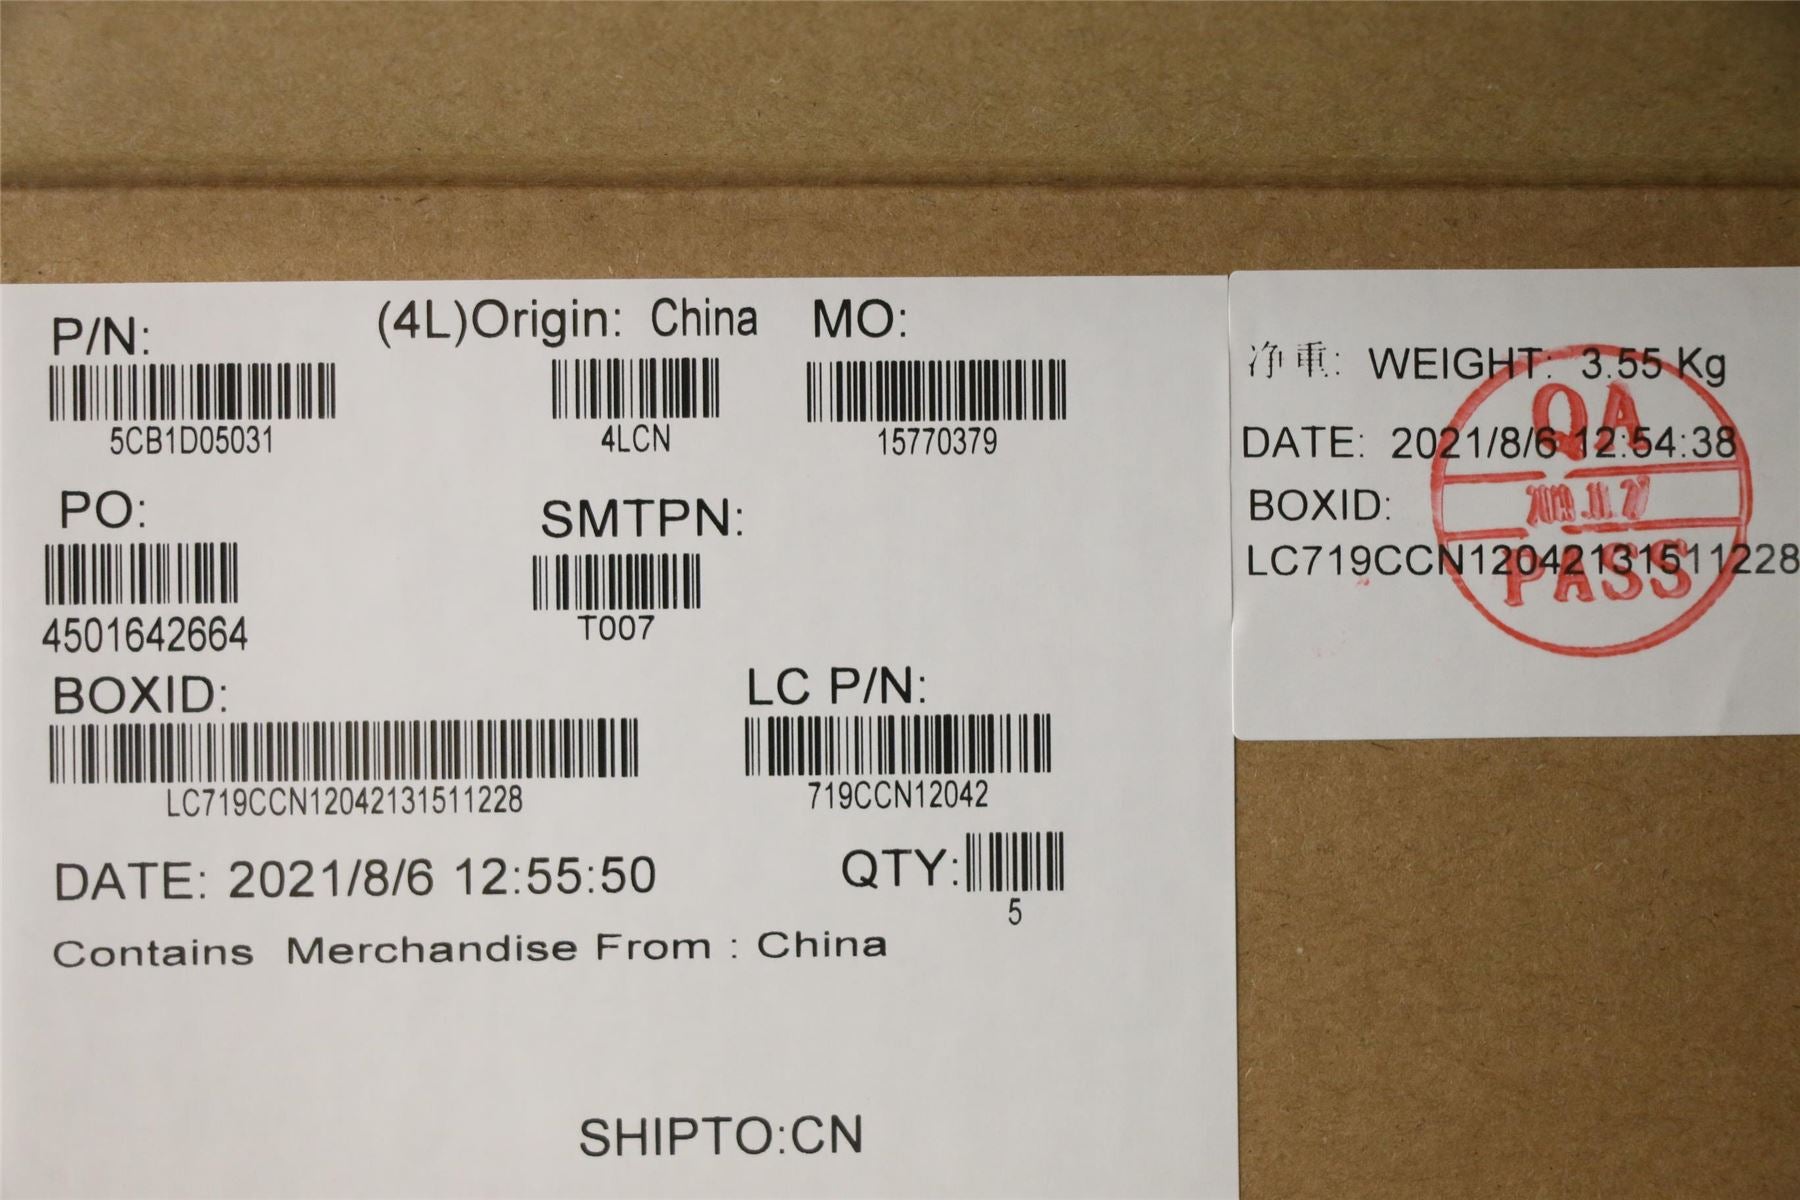 P/N:
(4L)Origin: China
MO:
5CB1D05031
4LCN
15770379
PO:
SMTPN:
4501642664
T007
BOXID:
LC P/N:
LC719CCN12042131511228
719CCN12042
DATE: 2021/8/6 12:55:50
QTY:
5
Contains Merchandise From : China
SHIPTO:CN
净重: WEIGHT: 3.55 Kg
DATE: 2021/8/6 12:54:38
BOXID:
LC719CCN12042131511228
QA
PASS